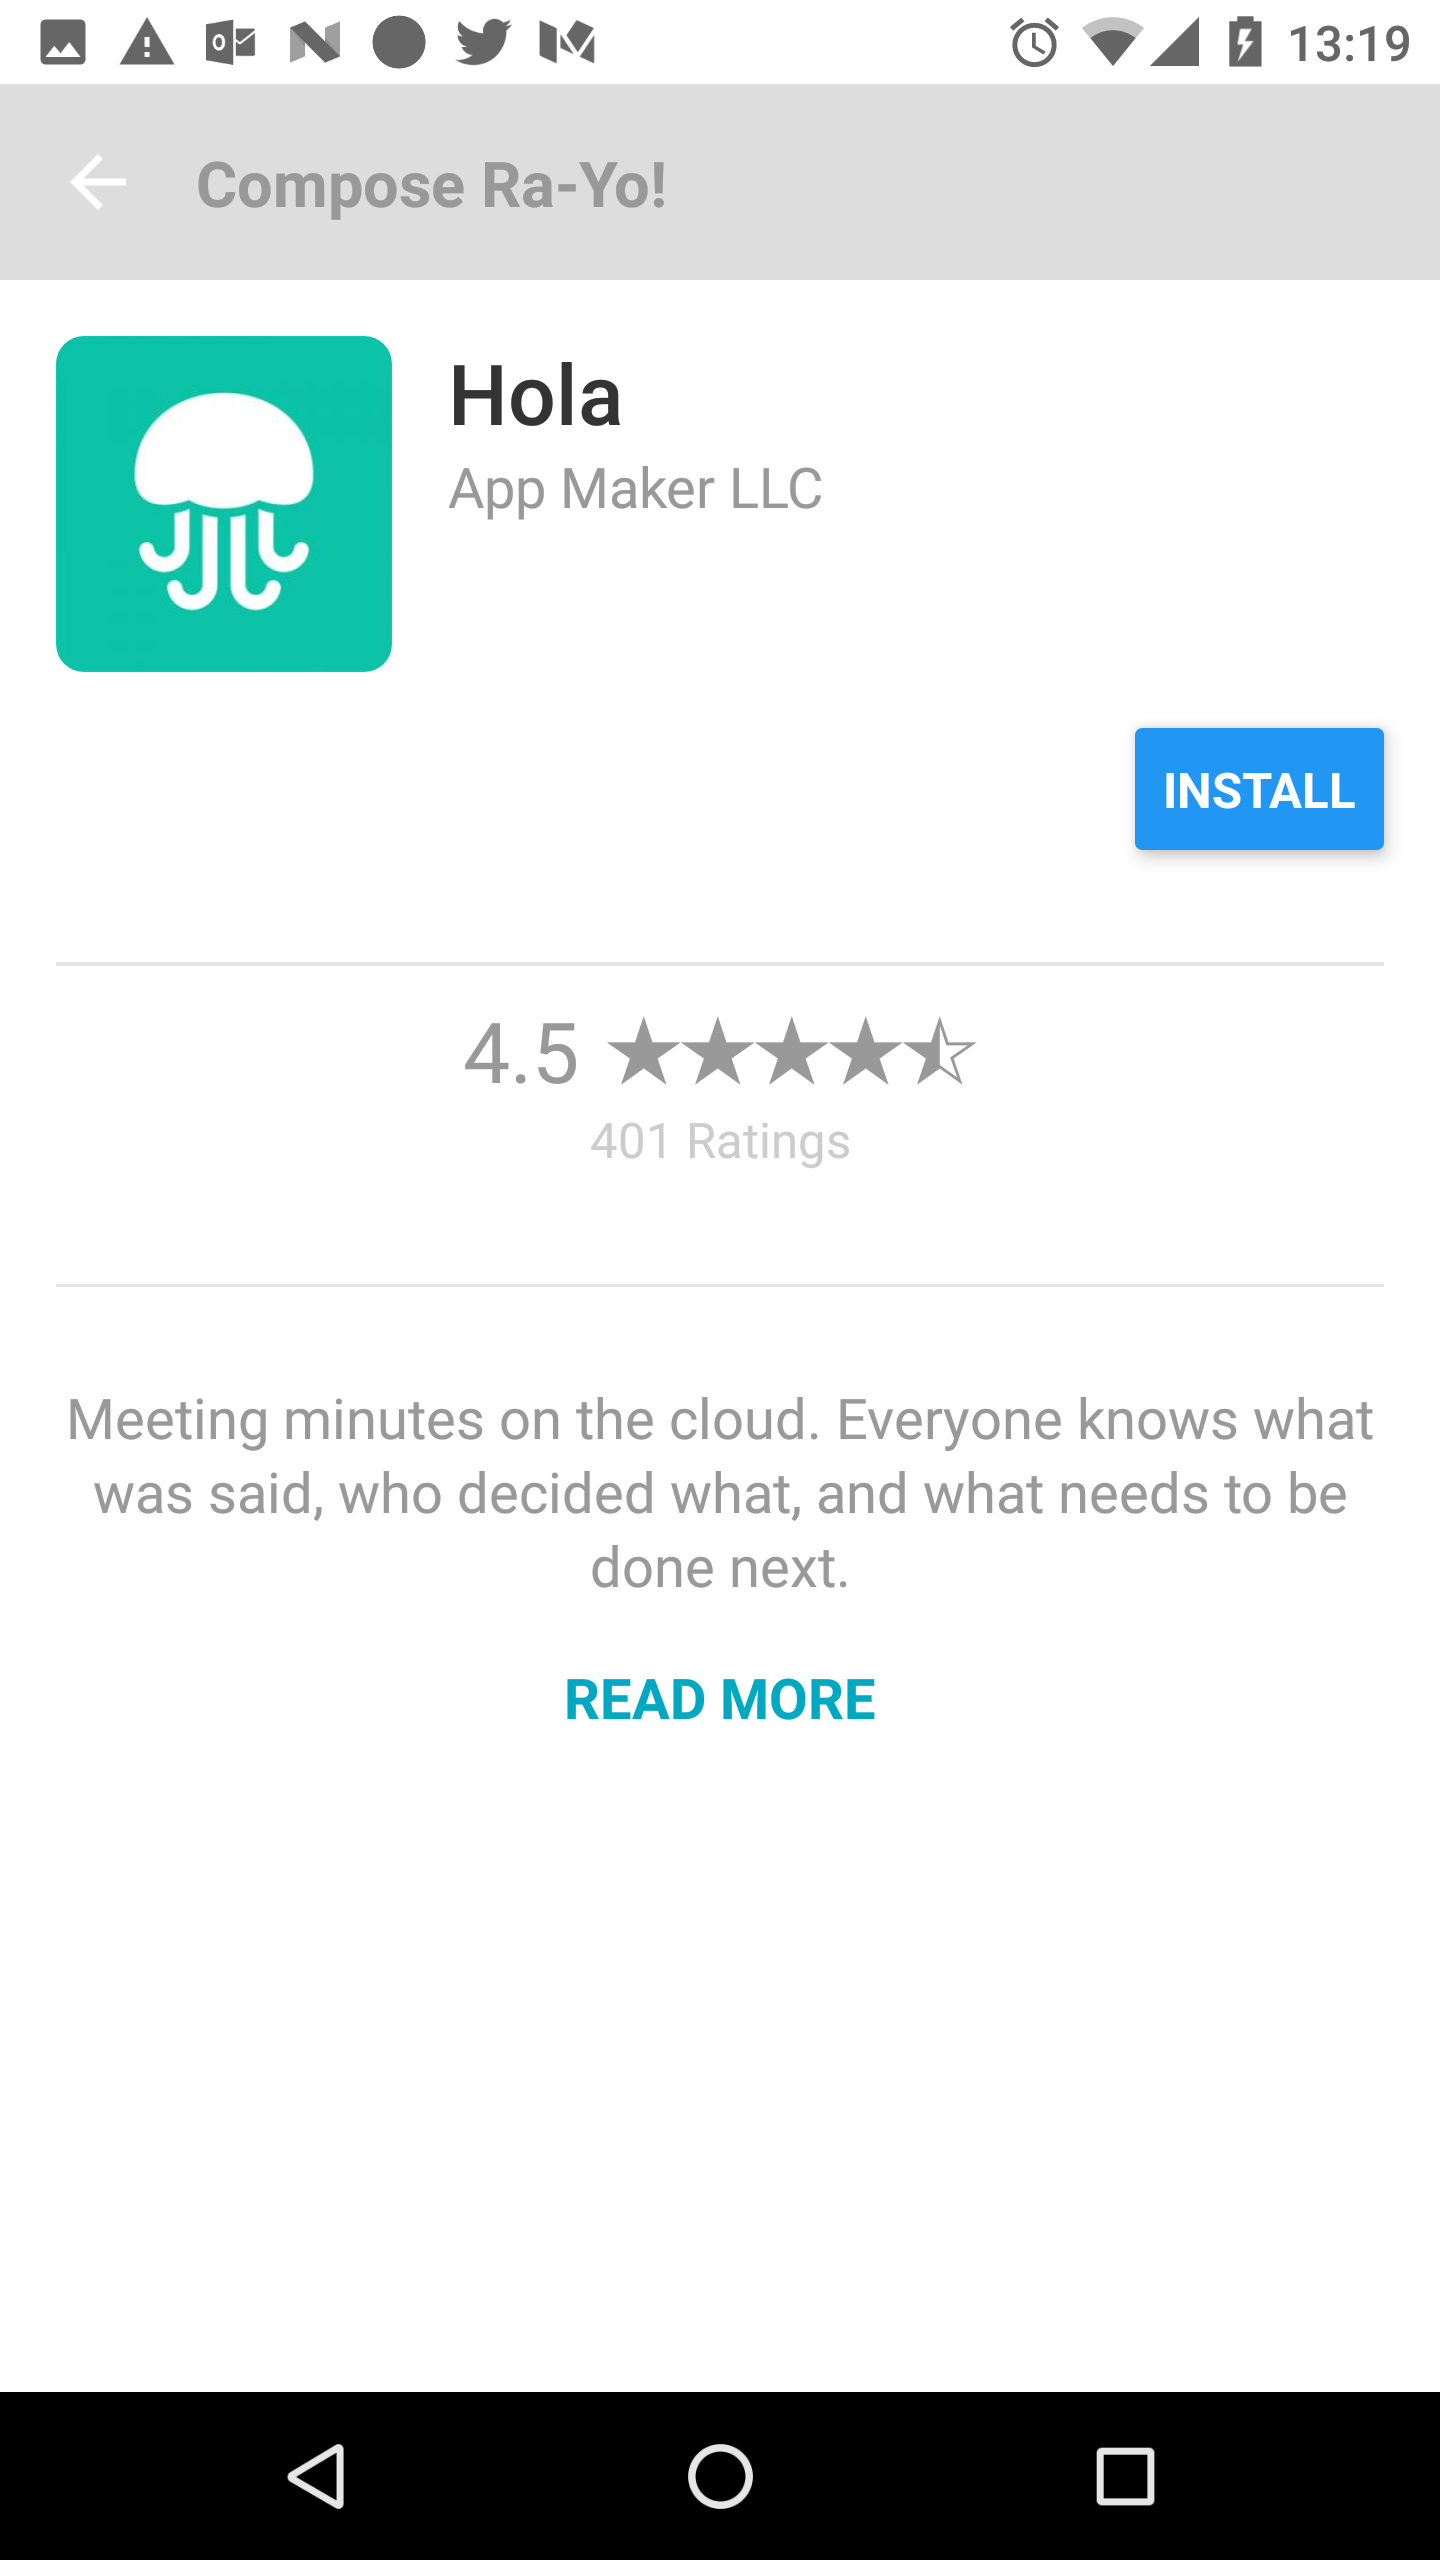 13:19
Compose Ra-Yo!
Hola
App Maker LLC
INSTALL
4.5 ★★★★⯪
401 Ratings
Meeting minutes on the cloud. Everyone knows what
was said, who decided what, and what needs to be
done next.
READ MORE